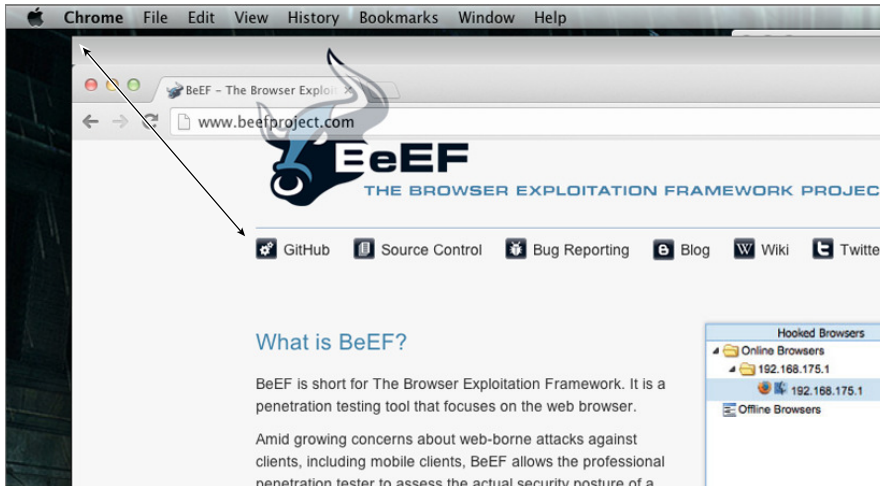 Chrome File Edit View History Bookmarks Window Help
BeEF – The Browser Exploi
www.beefproject.com
BeEF
THE BROWSER EXPLOITATION FRAMEWORK PROJEC
GitHub Source Control Bug Reporting Blog Wiki Twitte
What is BeEF?
BeEF is short for The Browser Exploitation Framework. It is a
penetration testing tool that focuses on the web browser.
Amid growing concerns about web-borne attacks against
clients, including mobile clients, BeEF allows the professional
penetration tester to assess the actual security posture of a
Hooked Browsers
Online Browsers
192.168.175.1
192.168.175.1
Offline Browsers